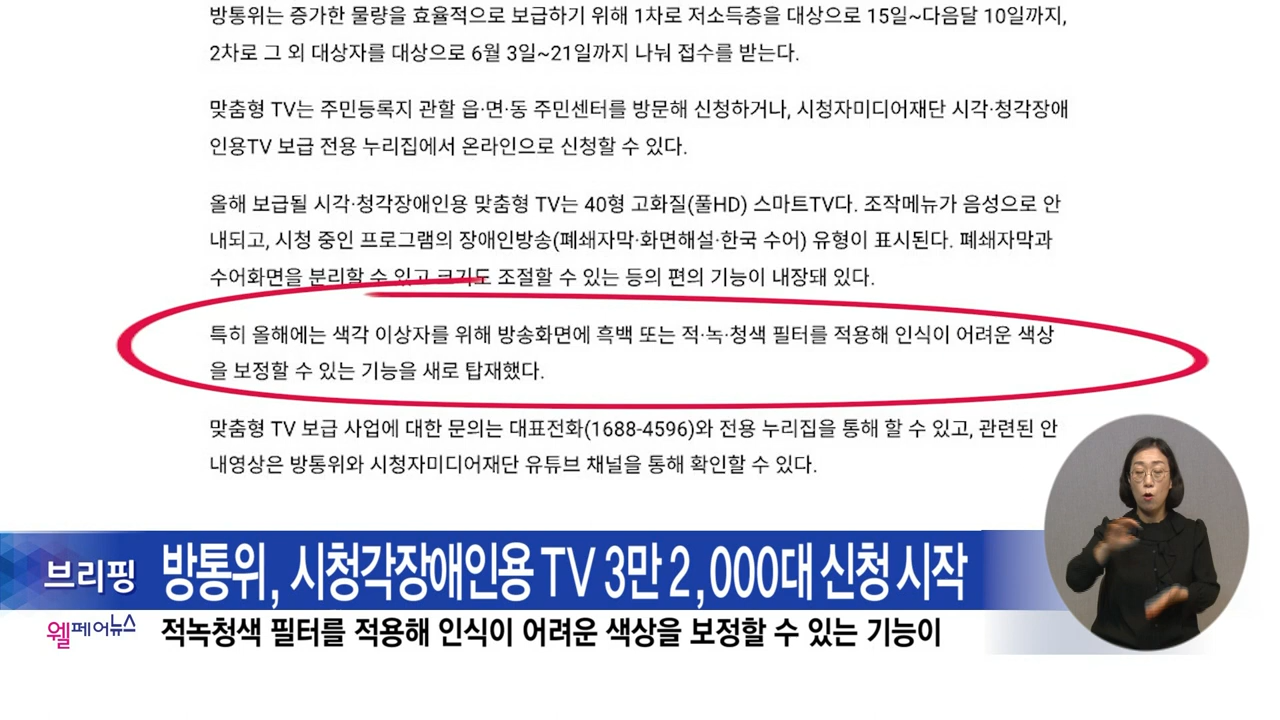 방통위는 증가한 물량을 효율적으로 보급하기 위해 1차로 저소득층을 대상으로 15일~다음달 10일까지,
2차로 그 외 대상자를 대상으로 6월 3일~21일까지 나눠 접수를 받는다.
맞춤형 TV는 주민등록지 관할 읍·면·동 주민센터를 방문해 신청하거나, 시청자미디어재단 시각·청각장애
인용TV 보급 전용 누리집에서 온라인으로 신청할 수 있다.
올해 보급될 시각·청각장애인용 맞춤형 TV는 40형 고화질(풀HD) 스마트TV다. 조작메뉴가 음성으로 안
내되고, 시청 중인 프로그램의 장애인방송(폐쇄자막·화면해설·한국 수어) 유형이 표시된다. 폐쇄자막과
수어화면을 분리할 수 있고 크기도 조절할 수 있는 등의 편의 기능이 내장돼 있다.
특히 올해에는 색각 이상자를 위해 방송화면에 흑백 또는 적·녹·청색 필터를 적용해 인식이 어려운 색상
을 보정할 수 있는 기능을 새로 탑재했다.
맞춤형 TV 보급 사업에 대한 문의는 대표전화(1688-4596)와 전용 누리집을 통해 할 수 있고, 관련된 안
내영상은 방통위와 시청자미디어재단 유튜브 채널을 통해 확인할 수 있다.
브리핑 방통위, 시청각장애인용 TV 3만 2,000대 신청 시작
웰페어뉴스 적녹청색 필터를 적용해 인식이 어려운 색상을 보정할 수 있는 기능이